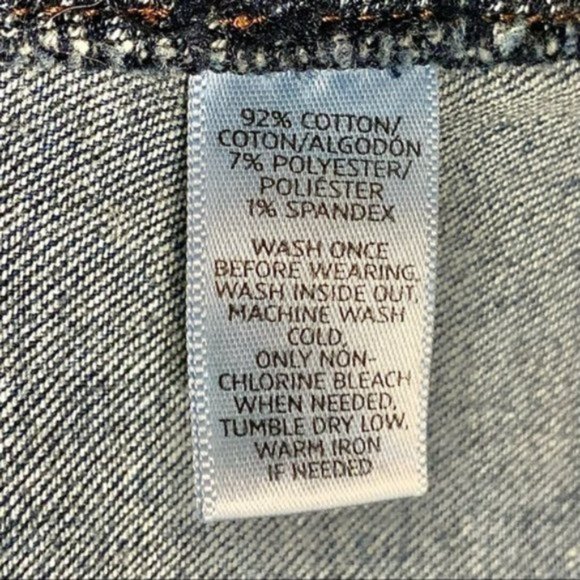 92% COTTON/
COTON/ALGODÓN
7% POLYESTER/
POLIÉSTER
1% SPANDEX
WASH ONCE
BEFORE WEARING,
WASH INSIDE OUT,
MACHINE WASH
COLD,
ONLY NON-
CHLORINE BLEACH
WHEN NEEDED,
TUMBLE DRY LOW,
WARM IRON
IF NEEDED